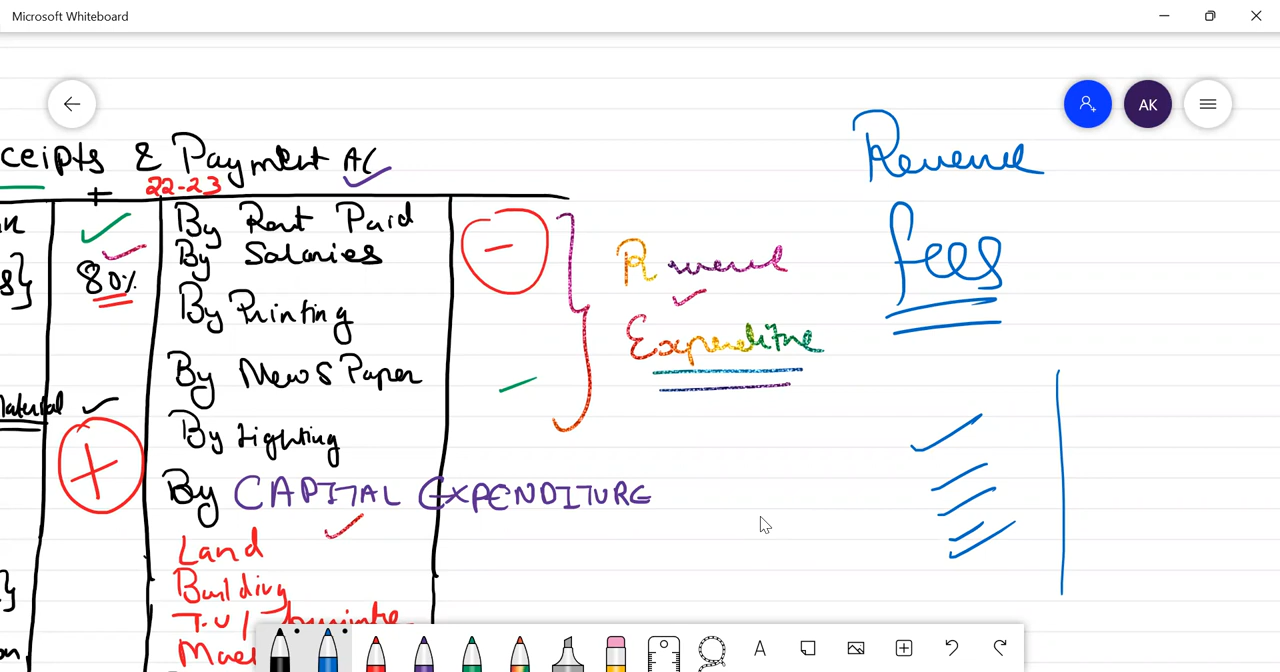 Microsoft Whiteboard
AK
ceipts & Payment A/C
+
22-23
By Rent Paid
By Salaries
80%
By Printing
By News Paper
By Lighting
Material
+
By CAPITAL EXPENDITURE
Land
Building
T.V/
-
Revenue
Expenditure
Revenue
fees
A